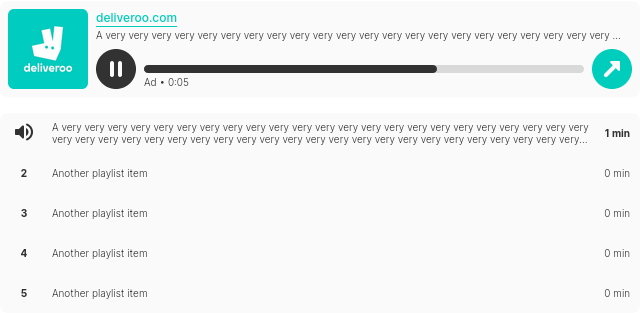 deliveroo.com
A very very very very very very very very very very very very very very very very very very very very very very ...
deliveroo
Ad • 0:05
A very very very very very very very very very very very very very very very very very very very very very very very
very very very very very very very very very very very very very very very very very very very very very very very...
1 min
2 Another playlist item 0 min
3 Another playlist item 0 min
4 Another playlist item 0 min
5 Another playlist item 0 min